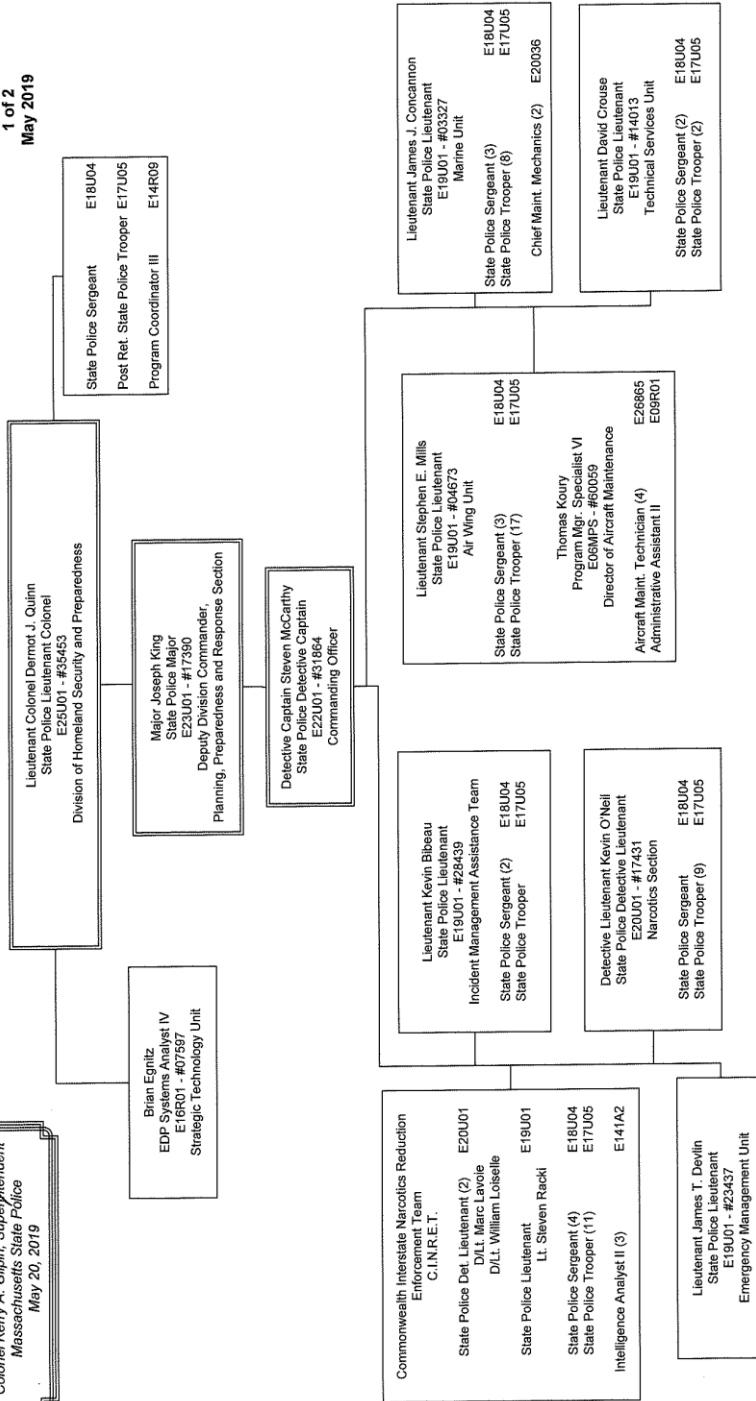 1 of 2
May 2019
Colonel Kerry A. Gilpin, Superintendent
Massachusetts State Police
May 20, 2019
Lieutenant Colonel Dermot J. Quinn
State Police Lieutenant Colonel
E25U01 - #35453
Division of Homeland Security and Preparedness
State Police Sergeant E18U04
Post Ret. State Police Trooper E17U05
Program Coordinator III E14R09
Brian Egnitz
EDP Systems Analyst IV
E16R01 - #07597
Strategic Technology Unit
Major Joseph King
State Police Major
E23U01 - #17390
Deputy Division Commander,
Planning, Preparedness and Response Section
Detective Captain Steven McCarthy
State Police Detective Captain
E22U01 - #31864
Commanding Officer
Commonwealth Interstate Narcotics Reduction
Enforcement Team
C.I.N.R.E.T.
State Police Det. Lieutenant (2) E20U01
D/Lt. Marc Lavoie
D/Lt. William Loiselle
State Police Lieutenant E19U01
Lt. Steven Racki
State Police Sergeant (4) E18U04
State Police Trooper (11) E17U05
Intelligence Analyst II (3) E141A2
Lieutenant Kevin Bibeau
State Police Lieutenant
E19U01 - #28439
Incident Management Assistance Team
State Police Sergeant (2) E18U04
State Police Trooper E17U05
Lieutenant Stephen E. Mills
State Police Lieutenant
E19U01 - #04673
Air Wing Unit
State Police Sergeant (3) E18U04
State Police Trooper (17) E17U05
Thomas Koury
Program Mgr. Specialist VI
E06MPS - #60059
Director of Aircraft Maintenance
Aircraft Maint. Technician (4) E26865
Administrative Assistant II E09R01
Lieutenant James J. Concannon
State Police Lieutenant
E19U01 - #03327
Marine Unit
State Police Sergeant (3) E18U04
State Police Trooper (8) E17U05
Chief Maint. Mechanics (2) E20036
Lieutenant James T. Devlin
State Police Lieutenant
E19U01 - #23437
Emergency Management Unit
Detective Lieutenant Kevin O'Neil
State Police Detective Lieutenant
E20U01 - #17431
Narcotics Section
State Police Sergeant E18U04
State Police Trooper (9) E17U05
Lieutenant David Crouse
State Police Lieutenant
E19U01 - #14013
Technical Services Unit
State Police Sergeant (2) E18U04
State Police Trooper (2) E17U05